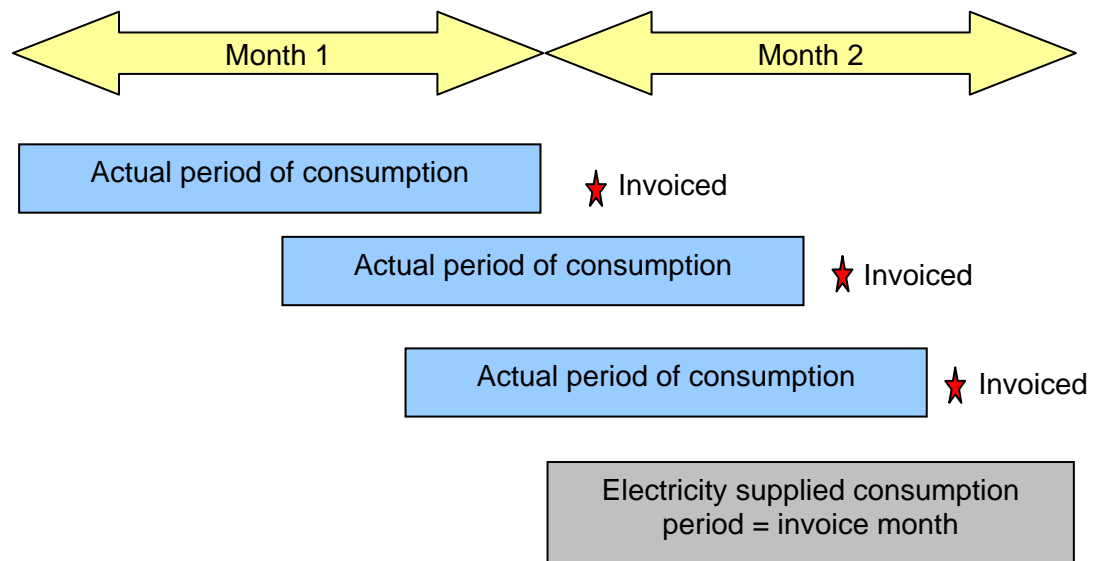 Month 1
Month 2
Actual period of consumption
Invoiced
Actual period of consumption
Invoiced
Actual period of consumption
Invoiced
Electricity supplied consumption
period = invoice month